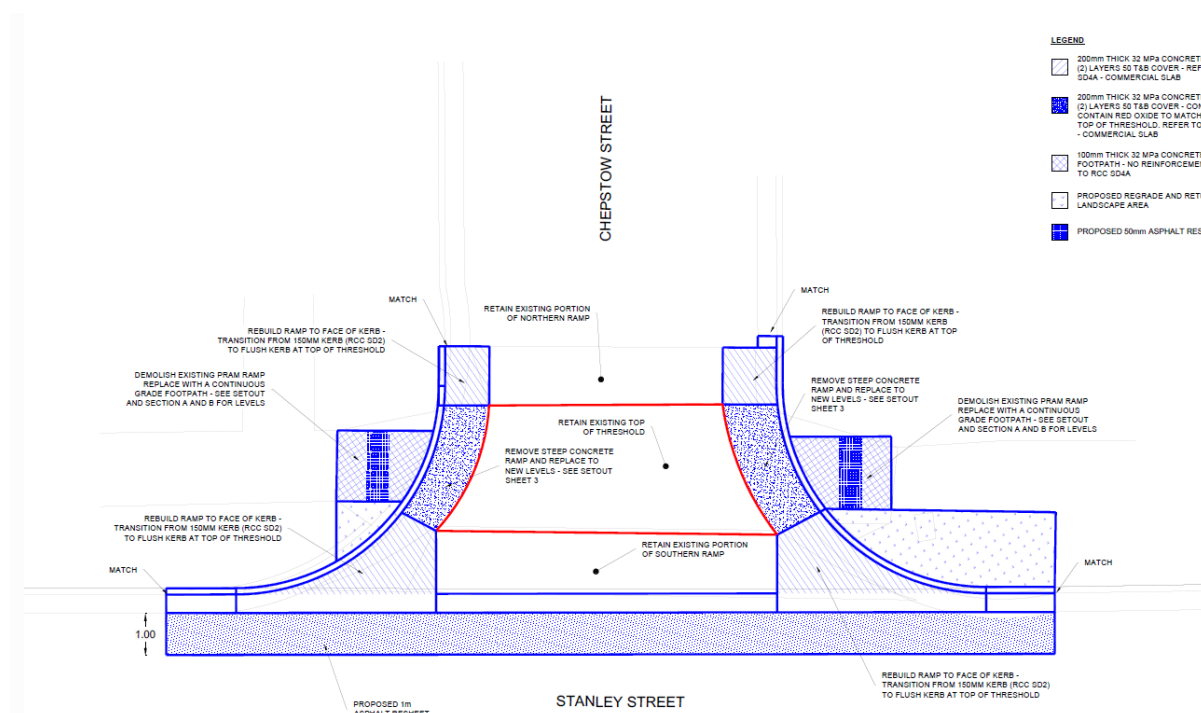 LEGEND
200mm THICK 32 MPa CONCRETE
(2) LAYERS 50 T&B COVER - REF
SD4A - COMMERCIAL SLAB
200mm THICK 32 MPa CONCRETE
(2) LAYERS 50 T&B COVER - CON
CONTAIN RED OXIDE TO MATCH
TOP OF THRESHOLD. REFER TO
- COMMERCIAL SLAB
100mm THICK 32 MPa CONCRETE
FOOTPATH - NO REINFORCEME
TO RCC SD4A
PROPOSED REGRADE AND RET
LANDSCAPE AREA
PROPOSED 50mm ASPHALT RES
CHEPSTOW STREET
MATCH
MATCH
RETAIN EXISTING PORTION
OF NORTHERN RAMP
REBUILD RAMP TO FACE OF KERB -
TRANSITION FROM 150MM KERB
(RCC SD2) TO FLUSH KERB AT TOP
OF THRESHOLD
REBUILD RAMP TO FACE OF KERB -
TRANSITION FROM 150MM KERB (RCC SD2)
TO FLUSH KERB AT TOP OF THRESHOLD
DEMOLISH EXISTING PRAM RAMP
REPLACE WITH A CONTINUOUS
GRADE FOOTPATH - SEE SETOUT
AND SECTION A AND B FOR LEVELS
REMOVE STEEP CONCRETE
RAMP AND REPLACE TO
NEW LEVELS - SEE SETOUT
SHEET 3
DEMOLISH EXISTING PRAM RAMP
REPLACE WITH A CONTINUOUS
GRADE FOOTPATH - SEE SETOUT
AND SECTION A AND B FOR LEVELS
RETAIN EXISTING TOP
OF THRESHOLD
REMOVE STEEP CONCRETE
RAMP AND REPLACE TO
NEW LEVELS - SEE SETOUT
SHEET 3
REBUILD RAMP TO FACE OF KERB -
TRANSITION FROM 150MM KERB (RCC SD2)
TO FLUSH KERB AT TOP OF THRESHOLD
RETAIN EXISTING PORTION
OF SOUTHERN RAMP
MATCH
MATCH
1.00
REBUILD RAMP TO FACE OF KERB -
TRANSITION FROM 150MM KERB (RCC SD2)
TO FLUSH KERB AT TOP OF THRESHOLD
STANLEY STREET
PROPOSED 1m
ASPHALT RESHEET